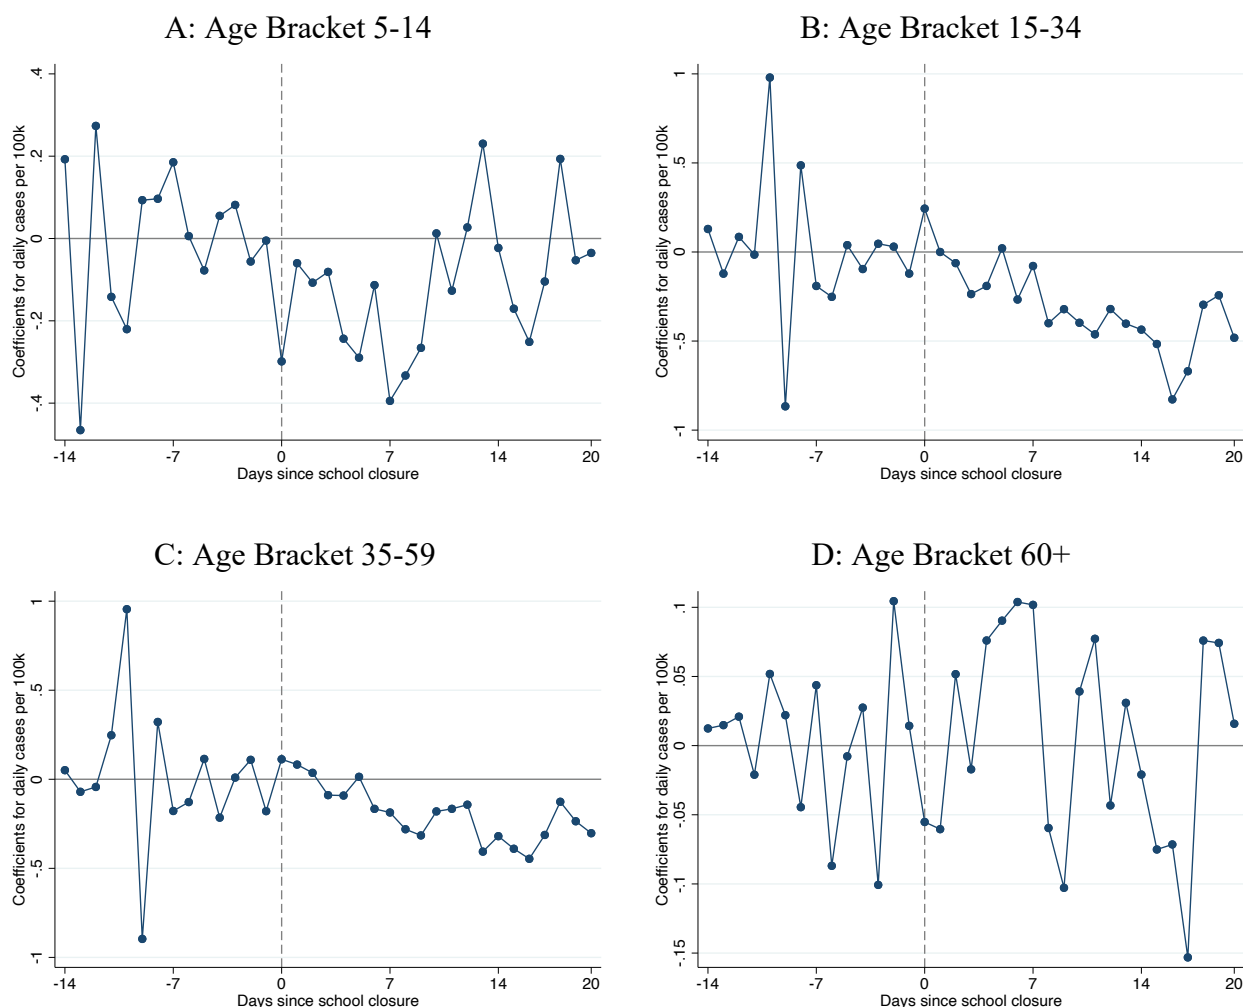 A: Age Bracket 5-14
Coefficients for daily cases per 100k
.4
.2
0
-.2
-.4
-14 -7 0 7 14 20
Days since school closure
B: Age Bracket 15-34
Coefficients for daily cases per 100k
1
.5
0
-.5
-1
-14 -7 0 7 14 20
Days since school closure
C: Age Bracket 35-59
Coefficients for daily cases per 100k
1
.5
0
-.5
-1
-14 -7 0 7 14 20
Days since school closure
D: Age Bracket 60+
Coefficients for daily cases per 100k
.1
.05
0
-.05
-.1
-.15
-14 -7 0 7 14 20
Days since school closure